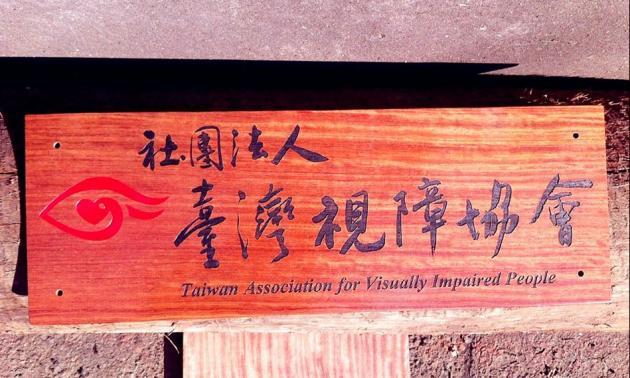 社團法人
臺灣視障協會
Taiwan Association for Visually Impaired People